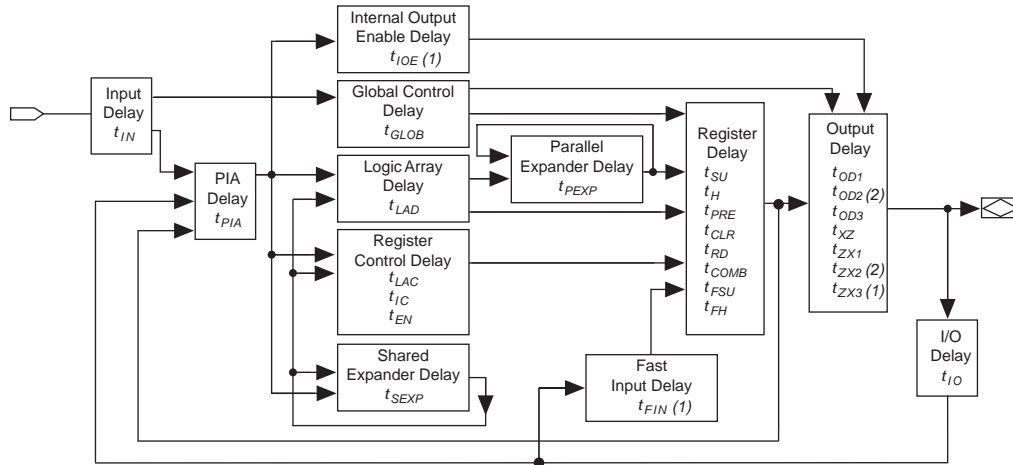 Internal Output
Enable Delay
tIOE (1)
Input
Delay
tIN
Global Control
Delay
tGLOB
PIA
Delay
tPIA
Logic Array
Delay
tLAD
Parallel
Expander Delay
tPEXP
Register
Control Delay
tLAC
tIC
tEN
Shared
Expander Delay
tSEXP
Fast
Input Delay
tFIN (1)
Register
Delay
tSU
tH
tPRE
tCLR
tRD
tCOMB
tFSU
tFH
Output
Delay
tOD1
tOD2 (2)
tOD3
tXZ
tZX1
tZX2 (2)
tZX3 (1)
I/O
Delay
tIO